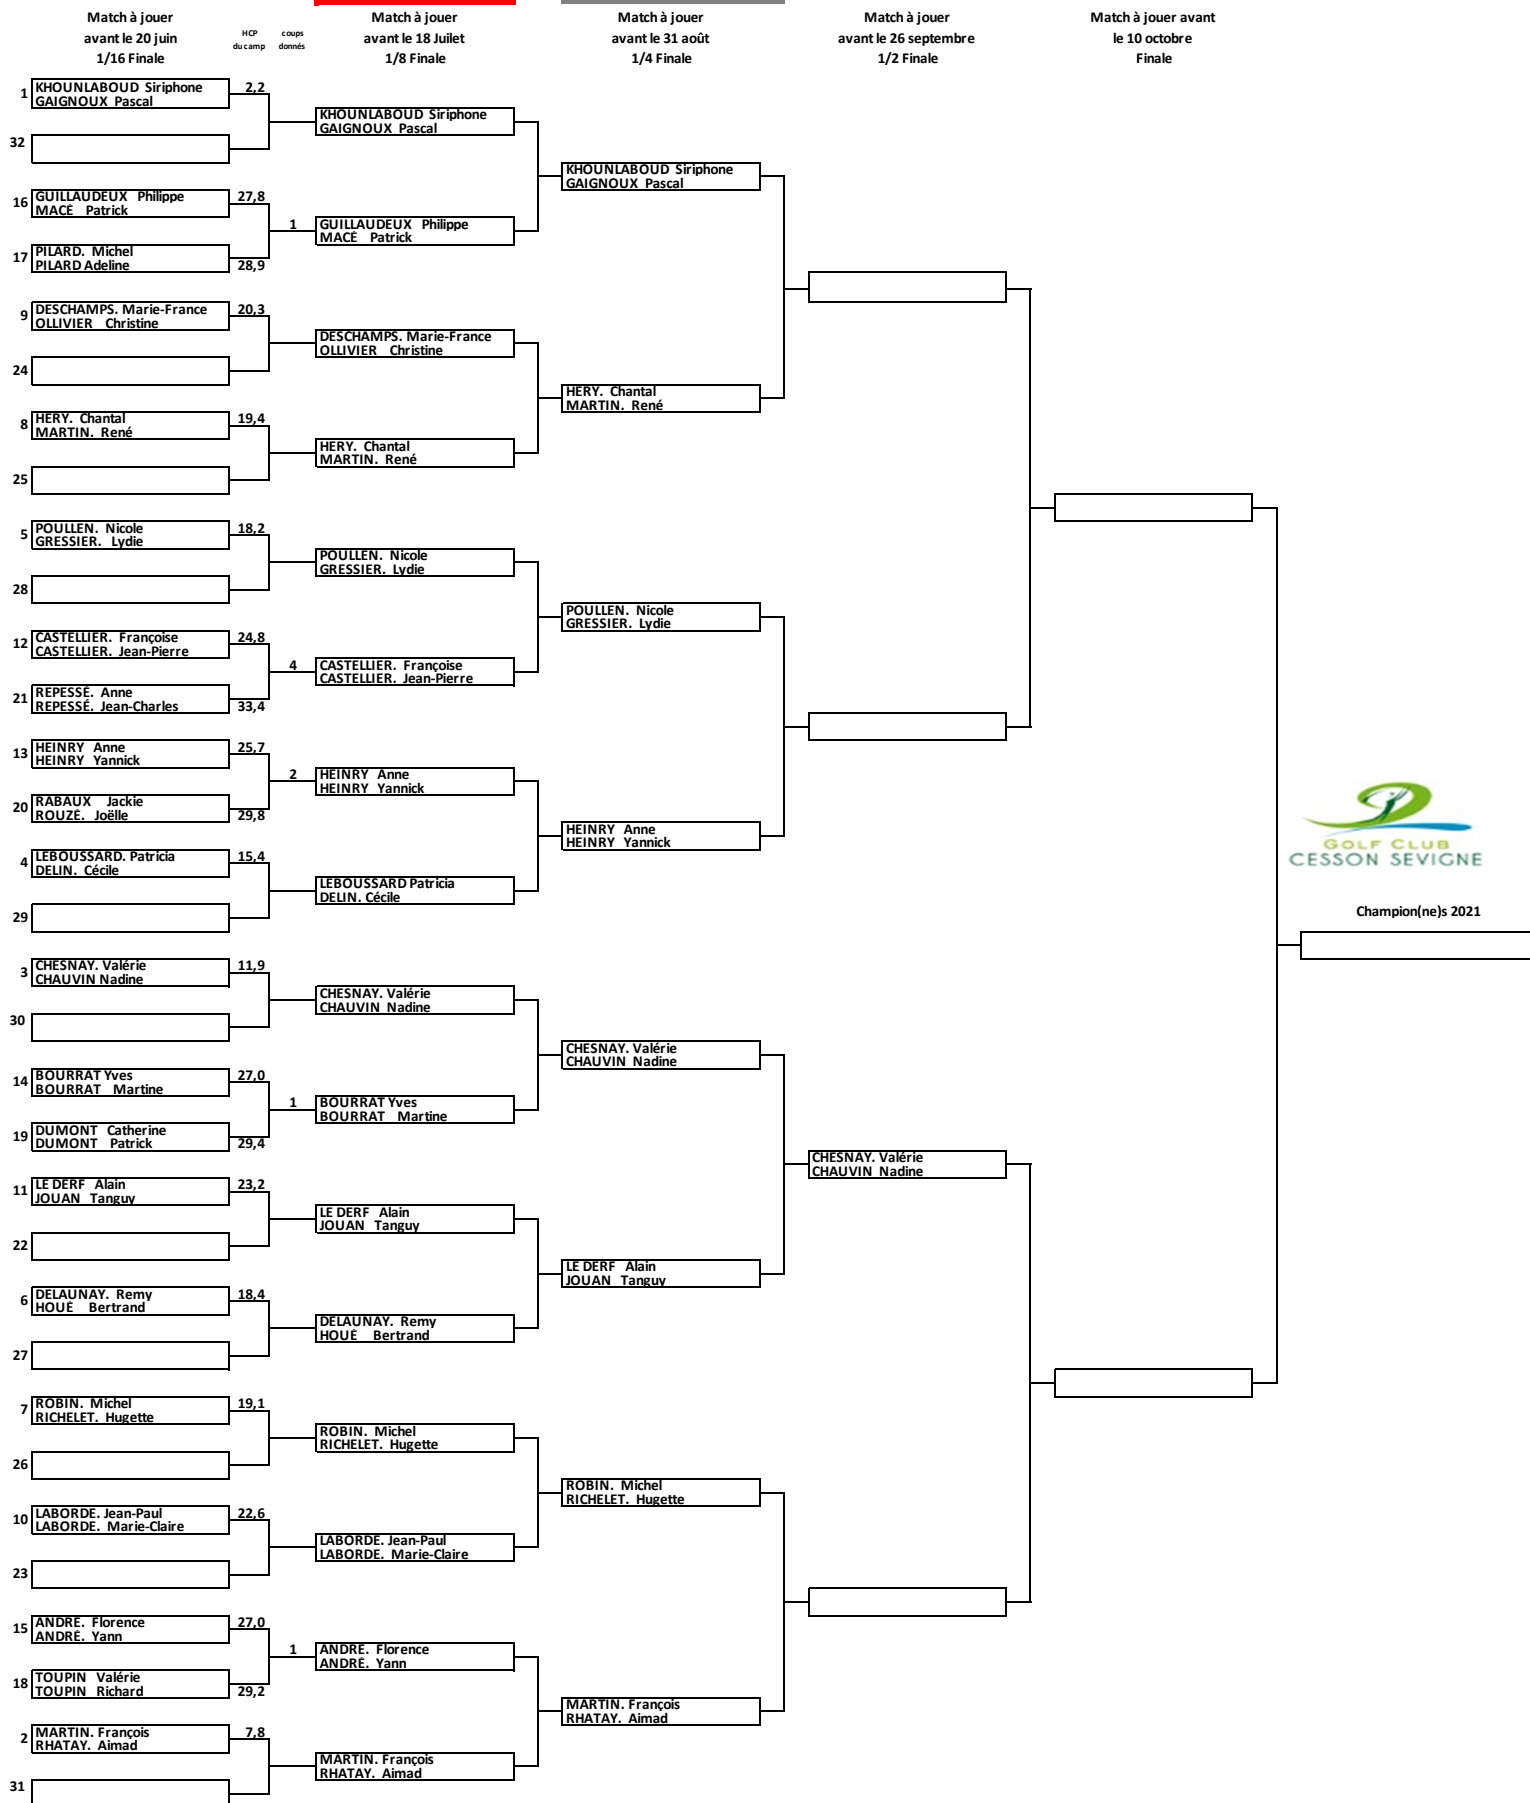 Match à jouer
avant le 20 juin
1/16 Finale
HCP
du camp
coups
donnés
Match à jouer
avant le 18 Juilet
1/8 Finale
Match à jouer
avant le 31 août
1/4 Finale
Match à jouer
avant le 26 septembre
1/2 Finale
Match à jouer avant
le 10 octobre
Finale
1
KHOUNLABOUD Siriphone
GAIGNOUX Pascal
2,2
32
16
GUILLAUDEUX Philippe
MACÉ Patrick
27,8
1
17
PILARD. Michel
PILARD Adeline
28,9
9
DESCHAMPS. Marie-France
OLLIVIER Christine
20,3
24
8
HERY. Chantal
MARTIN. René
19,4
25
5
POULLEN. Nicole
GRESSIER. Lydie
18,2
28
12
CASTELLIER. Françoise
CASTELLIER. Jean-Pierre
24,8
4
21
REPESSÉ. Anne
REPESSÉ. Jean-Charles
33,4
13
HEINRY Anne
HEINRY Yannick
25,7
2
20
RABAUX Jackie
ROUZÉ. Joëlle
29,8
4
LEBOUSSARD. Patricia
DELIN. Cécile
15,4
29
3
CHESNAY. Valérie
CHAUVIN Nadine
11,9
30
14
BOURRAT Yves
BOURRAT Martine
27,0
1
19
DUMONT Catherine
DUMONT Patrick
29,4
11
LE DERF Alain
JOUAN Tanguy
23,2
22
6
DELAUNAY. Remy
HOUÉ Bertrand
18,4
27
7
ROBIN. Michel
RICHELET. Hugette
19,1
26
10
LABORDE. Jean-Paul
LABORDE. Marie-Claire
22,6
23
15
ANDRÉ. Florence
ANDRÉ. Yann
27,0
1
18
TOUPIN Valérie
TOUPIN Richard
29,2
2
MARTIN. François
RHATAY. Aimad
7,8
31
KHOUNLABOUD Siriphone
GAIGNOUX Pascal
GUILLAUDEUX Philippe
MACÉ Patrick
DESCHAMPS. Marie-France
OLLIVIER Christine
HERY. Chantal
MARTIN. René
POULLEN. Nicole
GRESSIER. Lydie
CASTELLIER. Françoise
CASTELLIER. Jean-Pierre
HEINRY Anne
HEINRY Yannick
LEBOUSSARD Patricia
DELIN. Cécile
CHESNAY. Valérie
CHAUVIN Nadine
BOURRAT Yves
BOURRAT Martine
LE DERF Alain
JOUAN Tanguy
DELAUNAY. Remy
HOUÉ Bertrand
ROBIN. Michel
RICHELET. Hugette
LABORDE. Jean-Paul
LABORDE. Marie-Claire
ANDRÉ. Florence
ANDRÉ. Yann
MARTIN. François
RHATAY. Aimad
KHOUNLABOUD Siriphone
GAIGNOUX Pascal
HERY. Chantal
MARTIN. René
POULLEN. Nicole
GRESSIER. Lydie
HEINRY Anne
HEINRY Yannick
CHESNAY. Valérie
CHAUVIN Nadine
LE DERF Alain
JOUAN Tanguy
ROBIN. Michel
RICHELET. Hugette
MARTIN. François
RHATAY. Aimad
CHESNAY. Valérie
CHAUVIN Nadine
GOLF CLUB
CESSON SEVIGNE
Champion(ne)s 2021